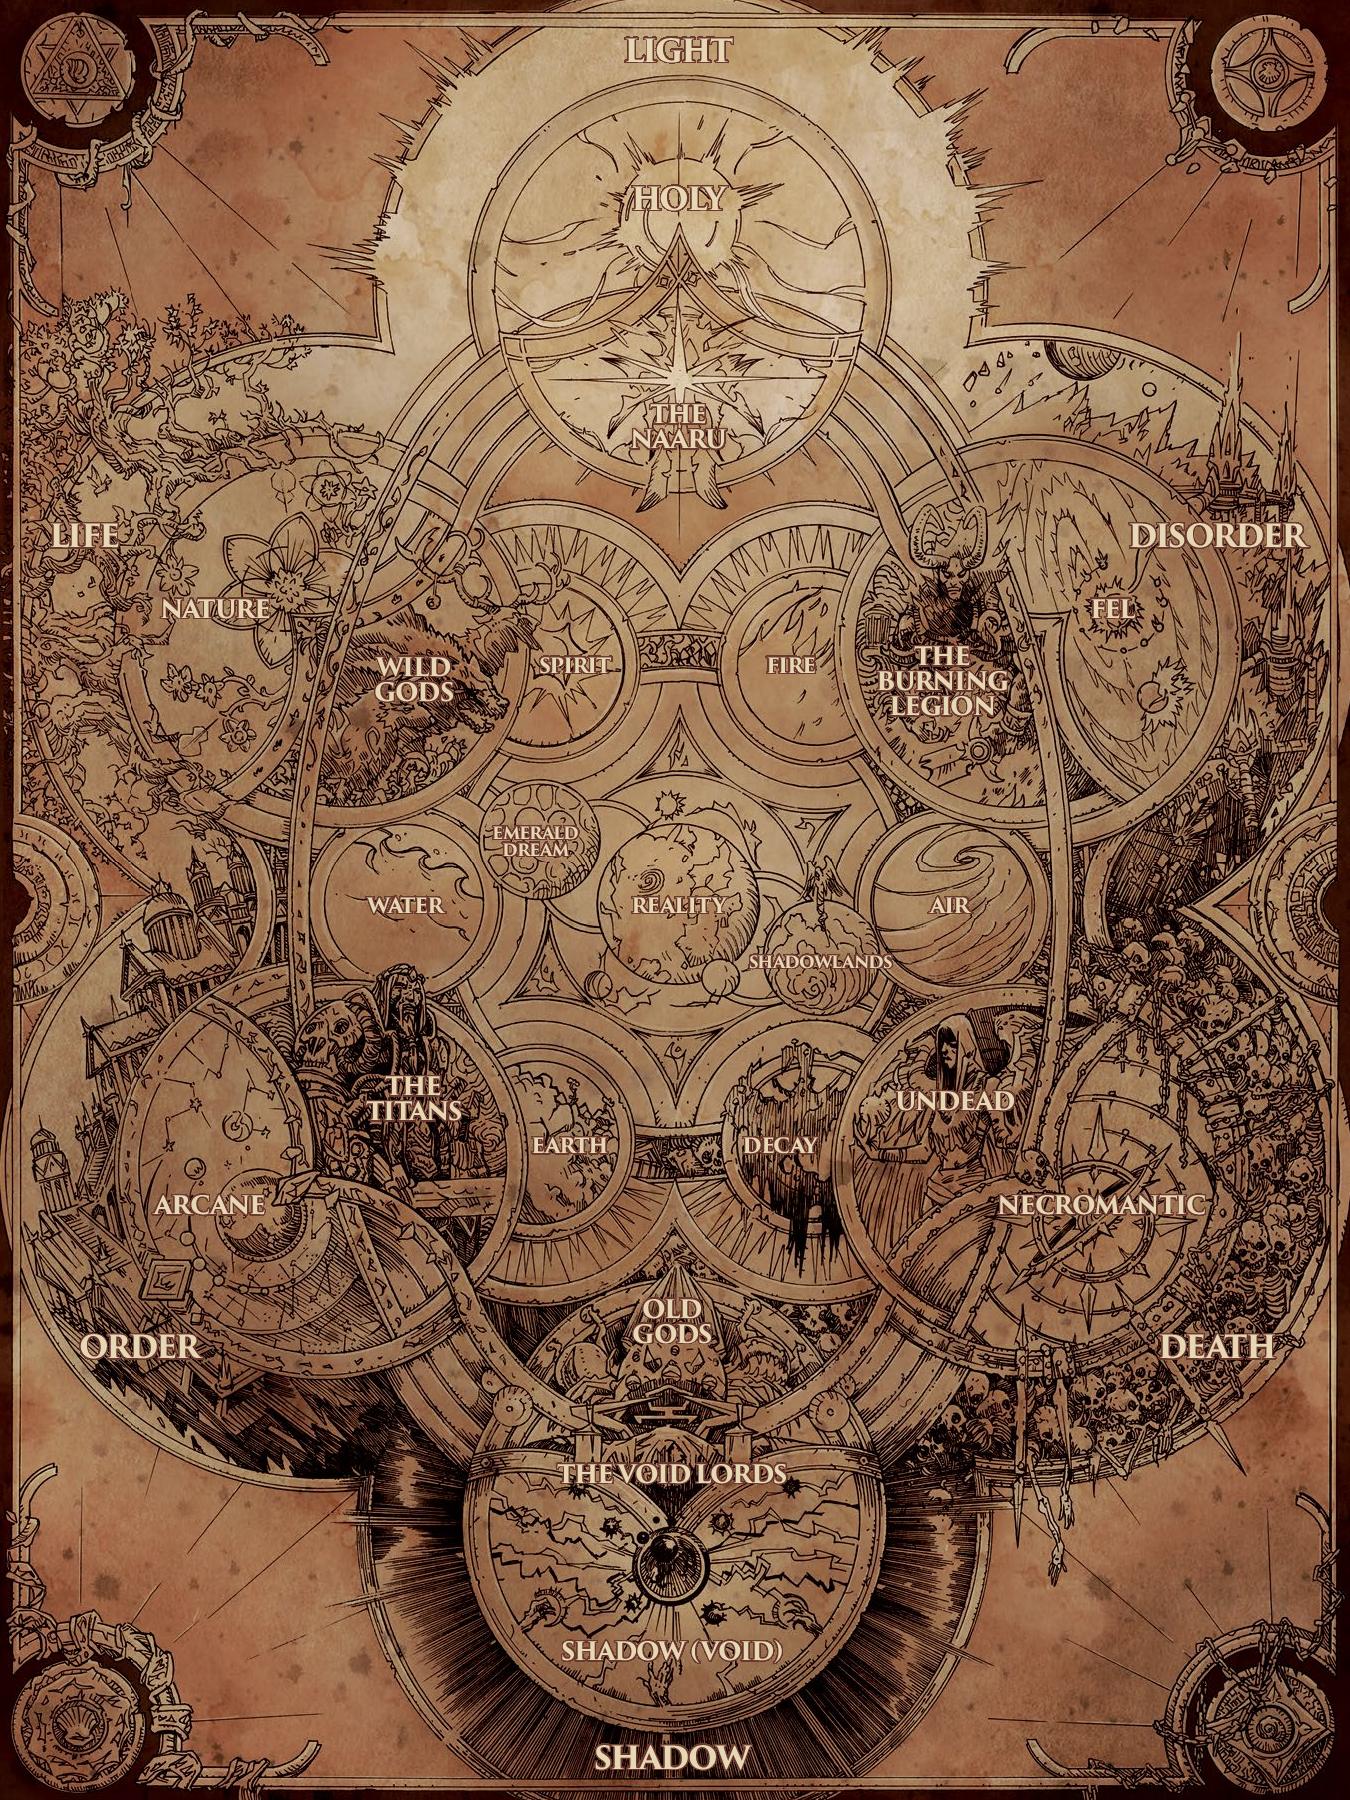 LIGHT
HOLY
THE
NAARU
LIFE
DISORDER
NATURE
FEL
WILD
GODS
SPIRIT
FIRE
THE
BURNING
LEGION
EMERALD
DREAM
WATER
REALITY
AIR
SHADOWLANDS
THE
TITANS
UNDEAD
EARTH
DECAY
ARCANE
NECROMANTIC
OLD
GODS
ORDER
DEATH
THE VOID LORDS
SHADOW (VOID)
SHADOW